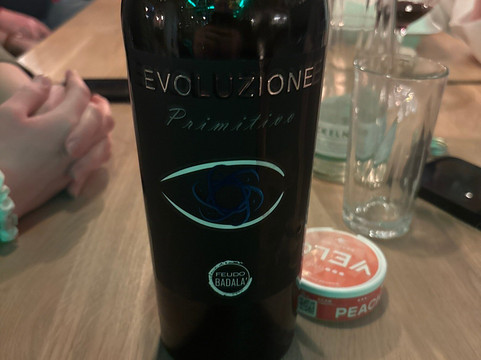 EVOLUZIONE
Primitivo
FEUDO
BADALA'
VELO
PEACH